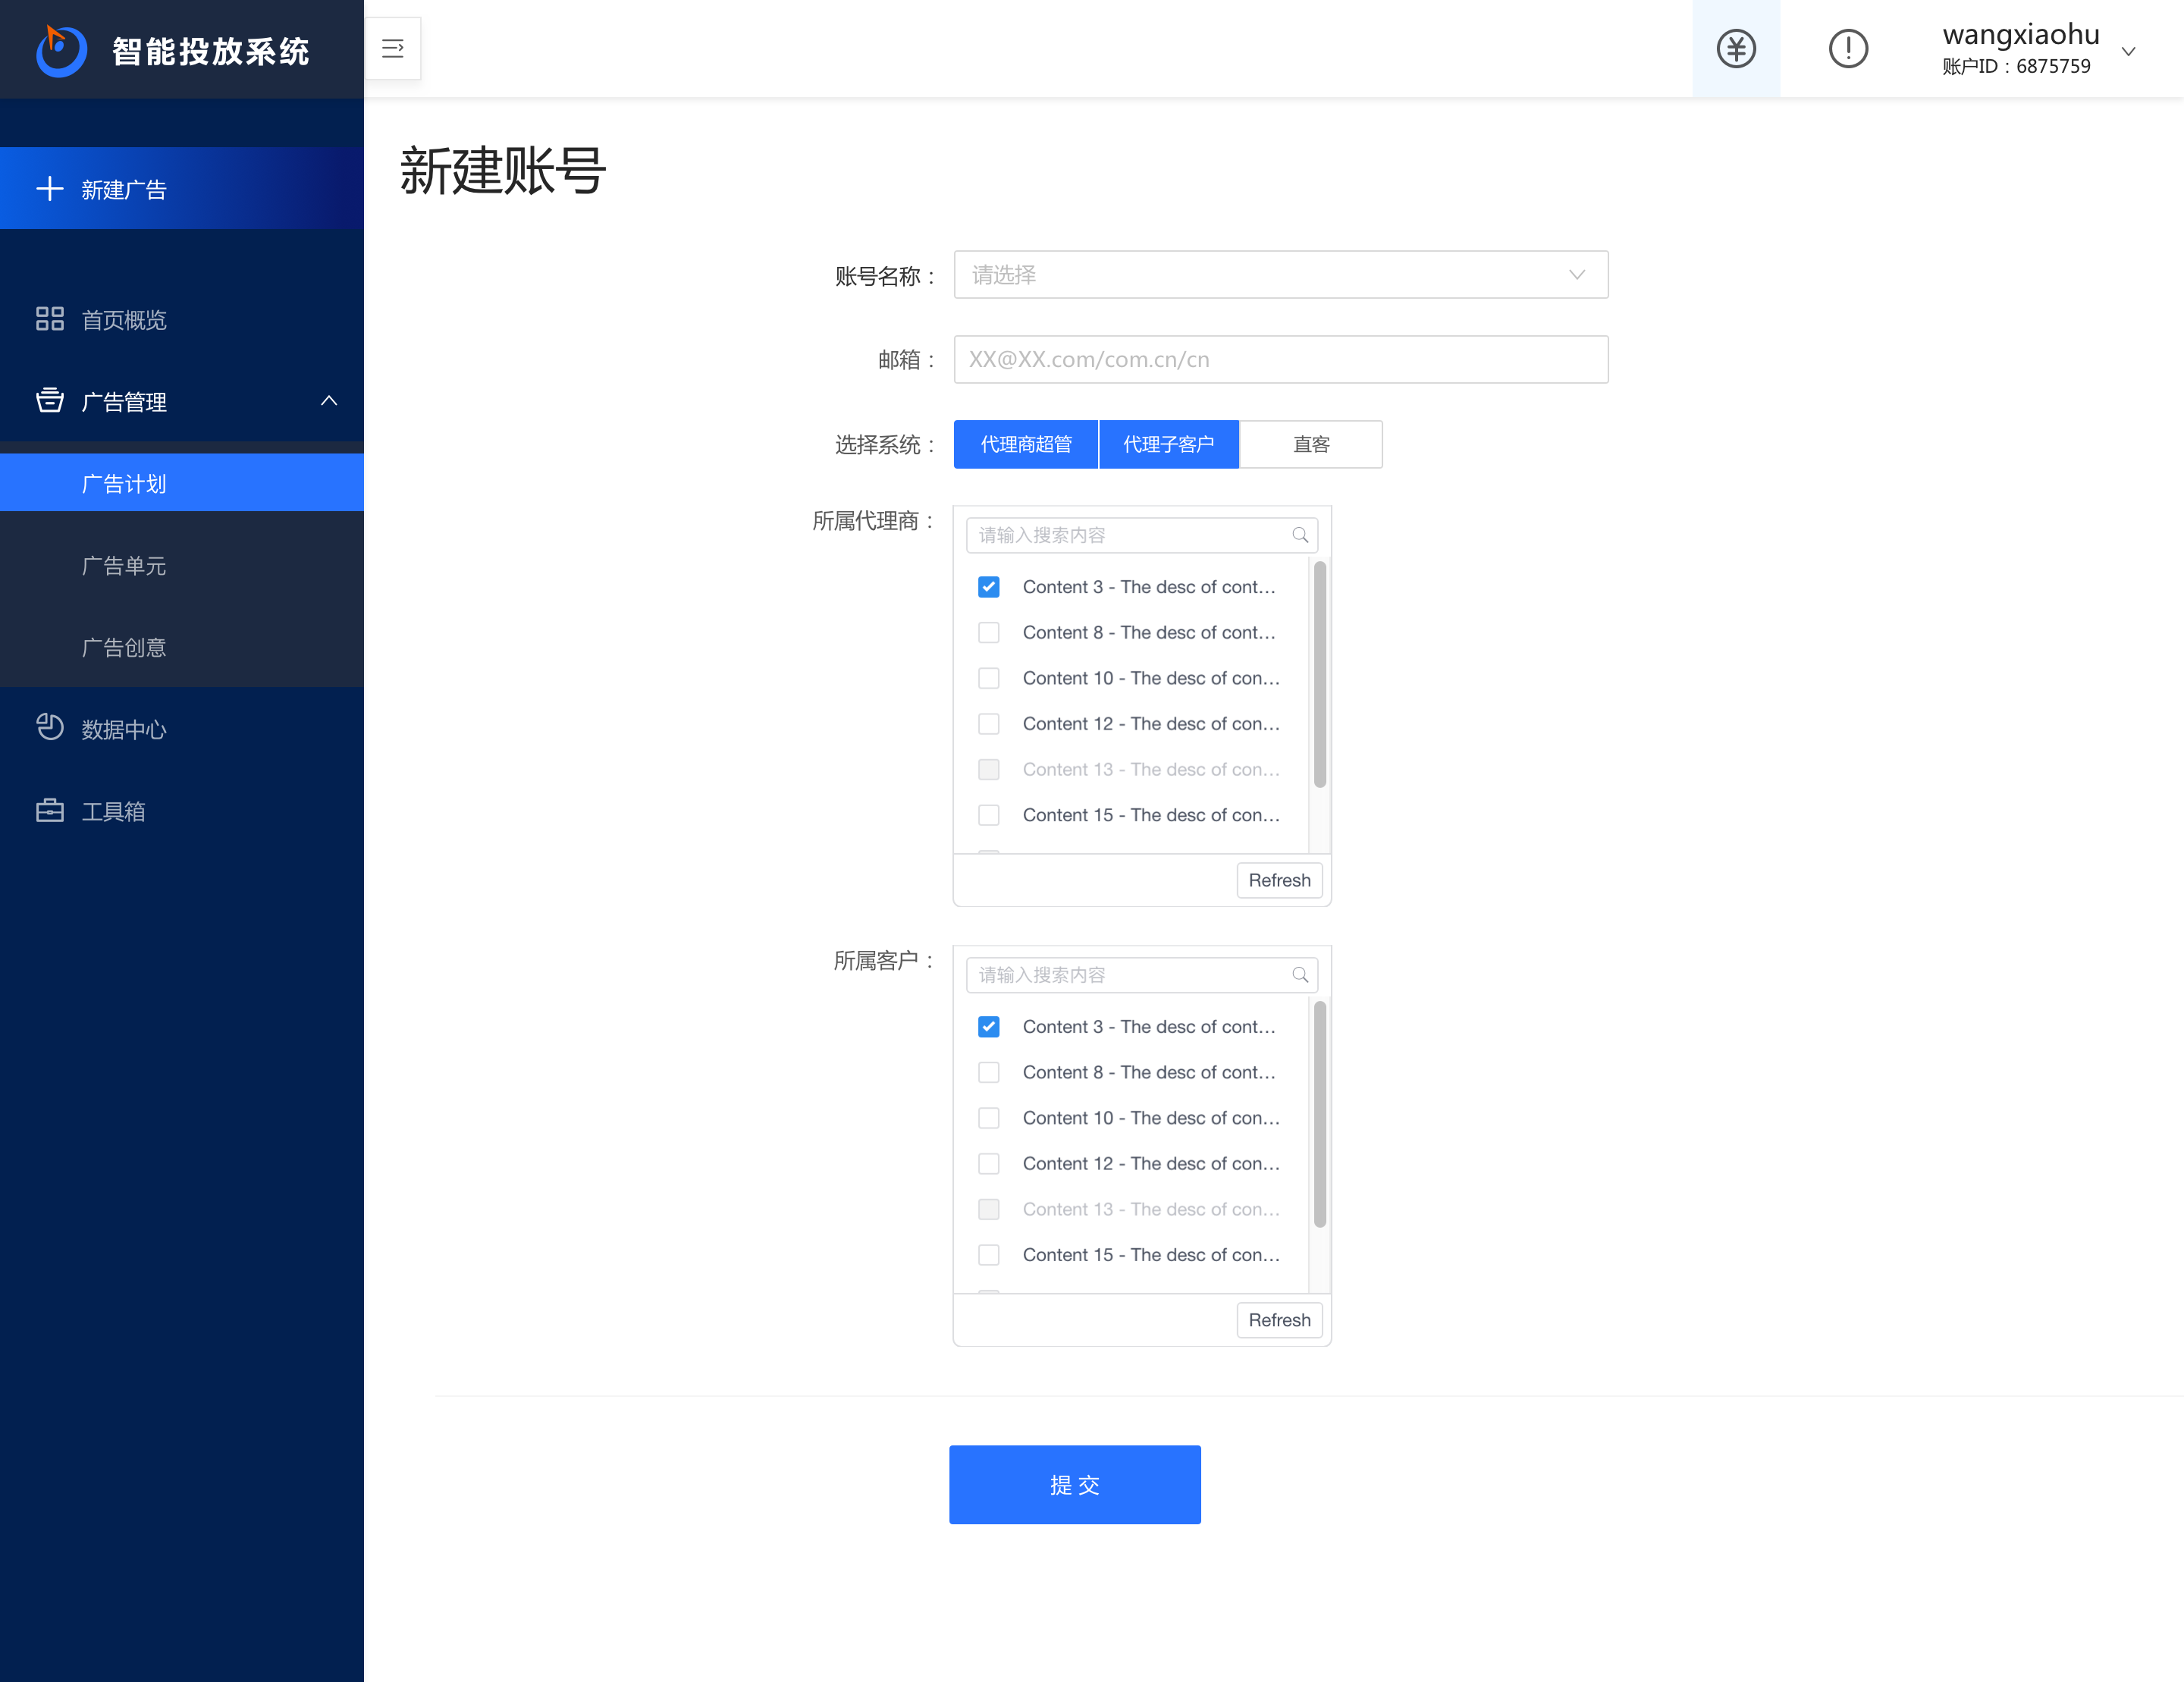 智能投放系统
wangxiaohu
账户ID：6875759
新建广告
首页概览
广告管理
广告计划
广告单元
广告创意
数据中心
工具箱
新建账号
账号名称： 请选择
邮箱： XX@XX.com/com.cn/cn
选择系统： 代理商超管 代理子客户 直客
所属代理商： 请输入搜索内容
Content 3 - The desc of cont...
Content 8 - The desc of cont...
Content 10 - The desc of con...
Content 12 - The desc of con...
Content 13 - The desc of con...
Content 15 - The desc of con...
Refresh
所属客户： 请输入搜索内容
Content 3 - The desc of cont...
Content 8 - The desc of cont...
Content 10 - The desc of con...
Content 12 - The desc of con...
Content 13 - The desc of con...
Content 15 - The desc of con...
Refresh
提 交